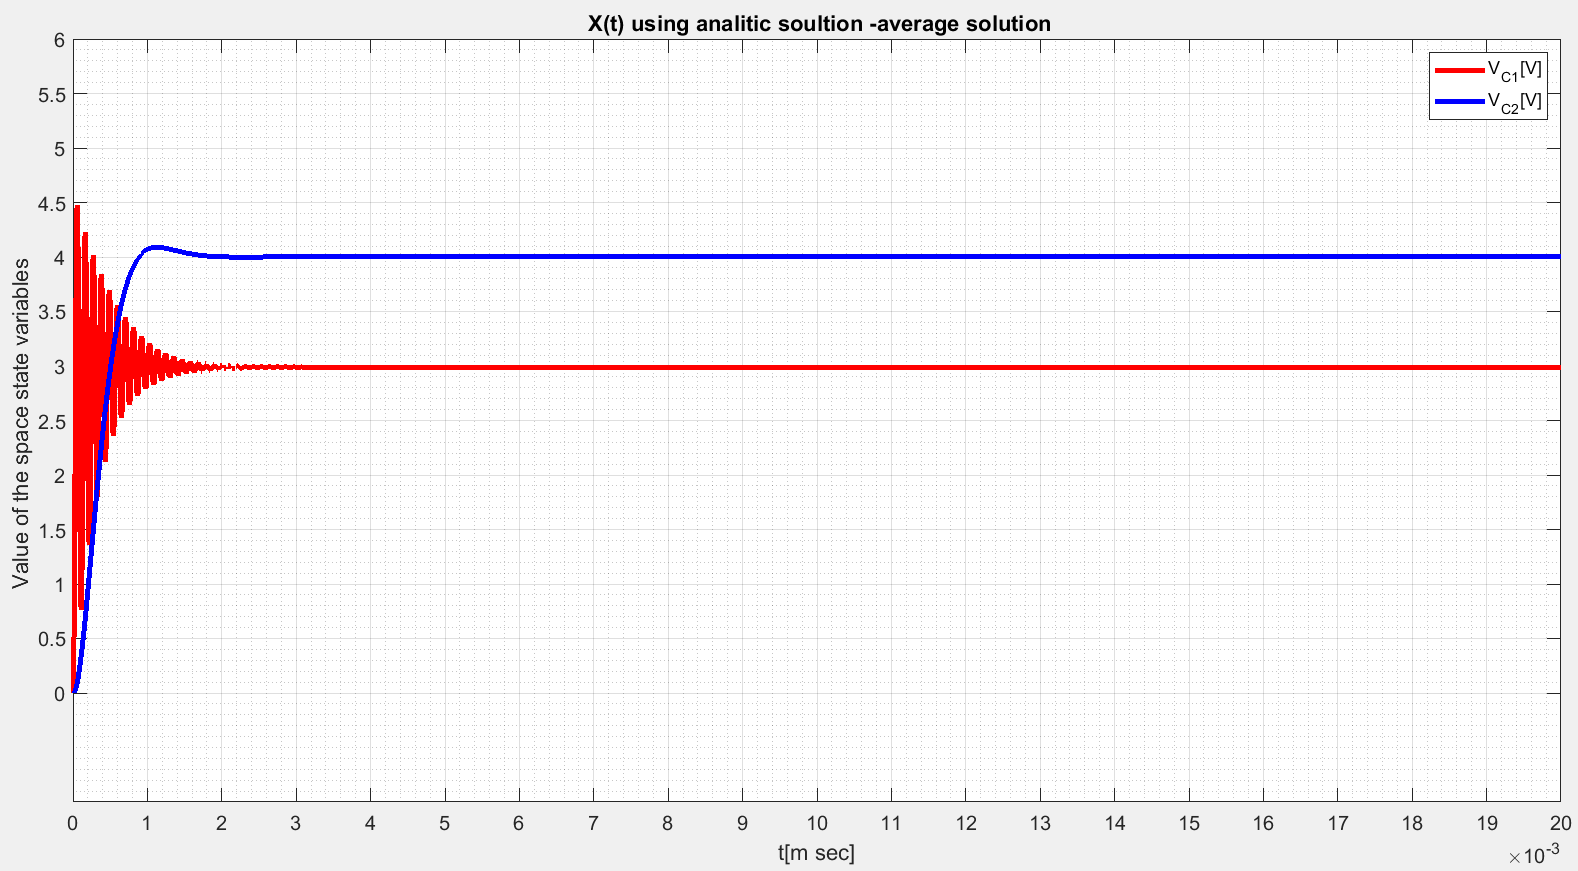 X(t) using analitic soultion -average solution
V_C1[V]
V_C2[V]
Value of the space state variables
6
5.5
5
4.5
4
3.5
3
2.5
2
1.5
1
0.5
0
0 1 2 3 4 5 6 7 8 9 10 11 12 13 14 15 16 17 18 19 20
t[m sec]
×10^-3